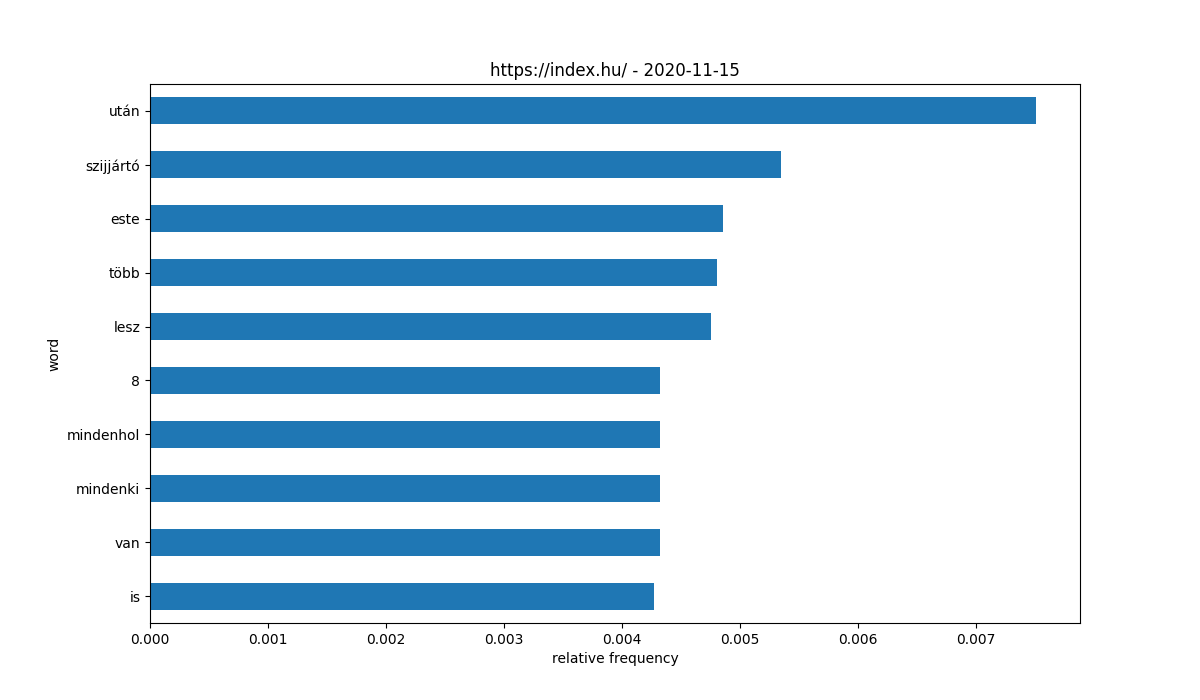 https://index.hu/ - 2020-11-15
után
szijjártó
este
több
lesz
8
mindenhol
mindenki
van
is
word
0.000 0.001 0.002 0.003 0.004 0.005 0.006 0.007
relative frequency